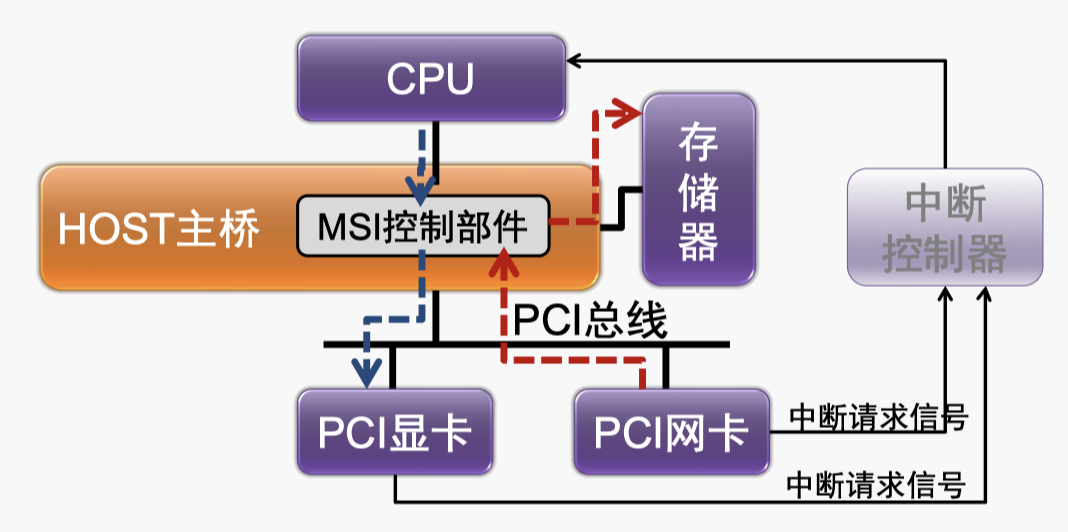 CPU
存
储
器
HOST主桥
MSI控制部件
中断
控制器
PCI总线
PCI显卡
PCI网卡
中断请求信号
中断请求信号